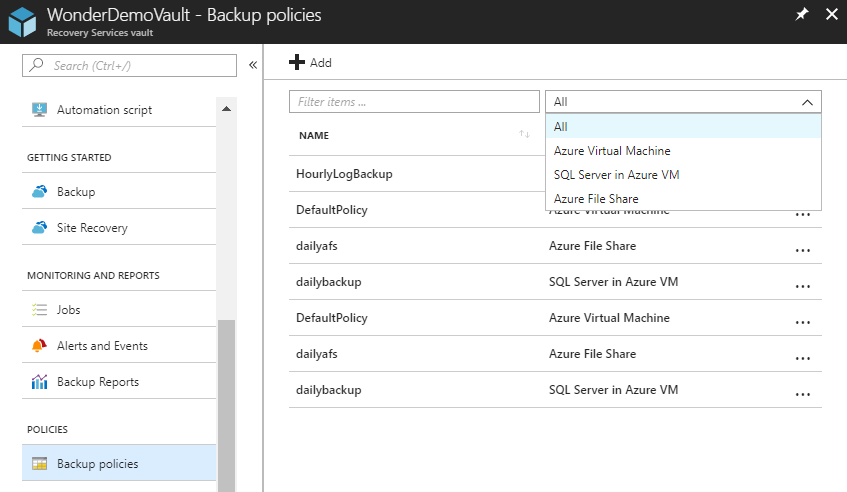 WonderDemoVault - Backup policies
Recovery Services vault
Search (Ctrl+/)
«
Automation script
GETTING STARTED
Backup
Site Recovery
MONITORING AND REPORTS
Jobs
Alerts and Events
Backup Reports
POLICIES
Backup policies
Add
Filter items ...
All
All
Azure Virtual Machine
SQL Server in Azure VM
Azure File Share
NAME
HourlyLogBackup
DefaultPolicy Azure Virtual Machine ...
dailyafs Azure File Share ...
dailybackup SQL Server in Azure VM ...
DefaultPolicy Azure Virtual Machine ...
dailyafs Azure File Share ...
dailybackup SQL Server in Azure VM ...